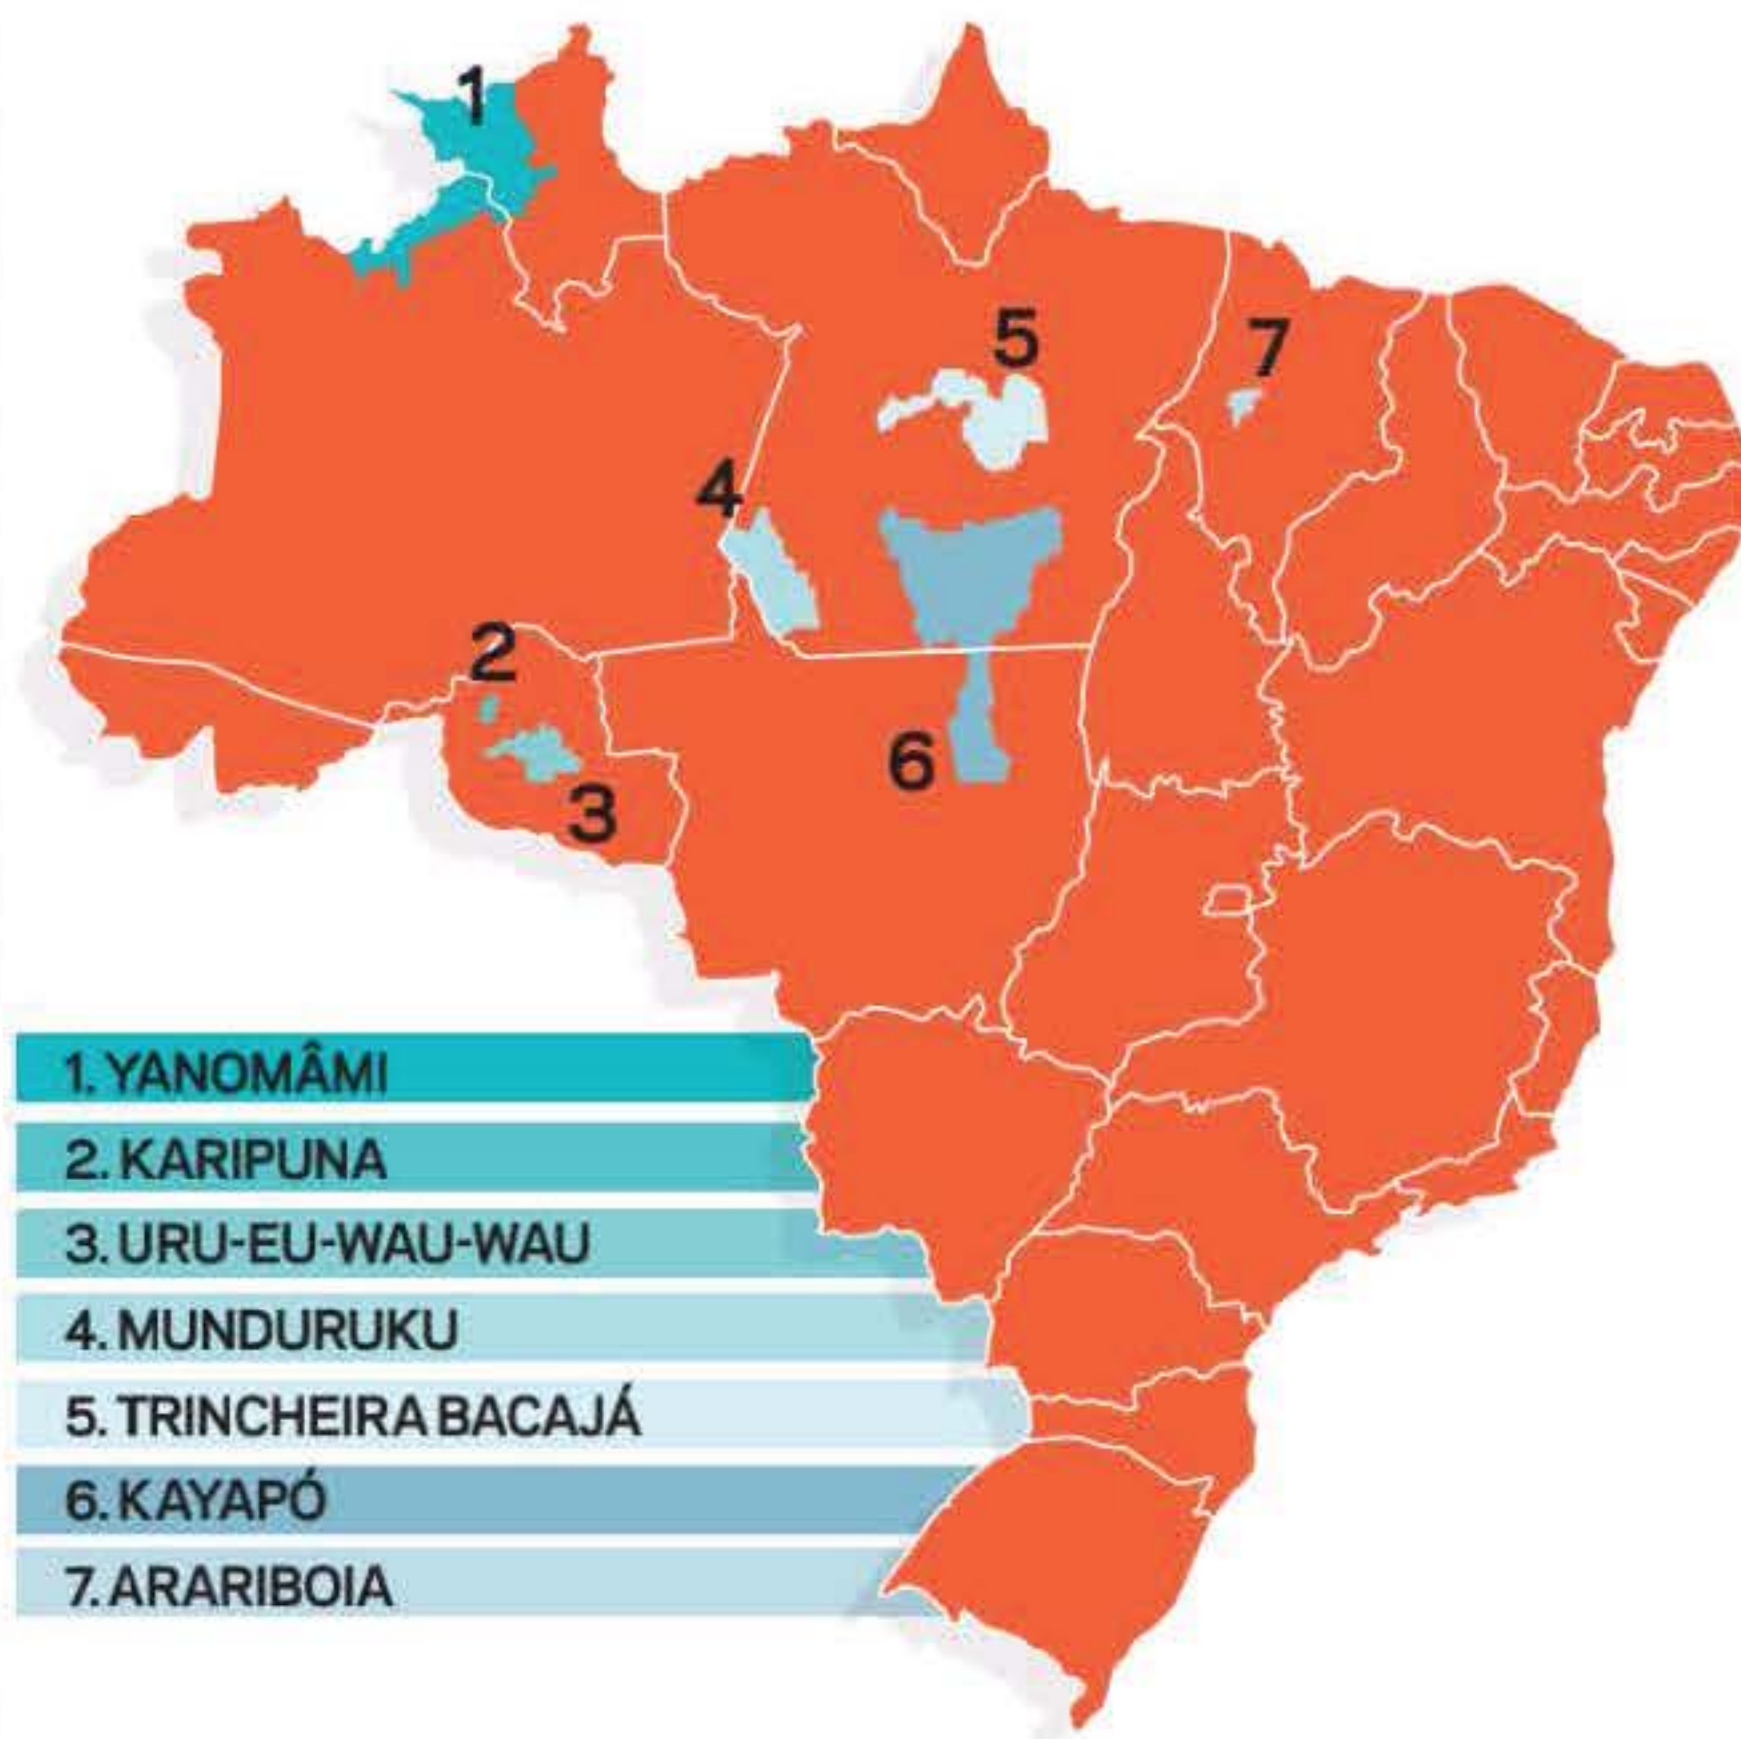 1
5
7
4
2
6
3
1. YANOMÂMI
2. KARIPUNA
3. URU-EU-WAU-WAU
4. MUNDURUKU
5. TRINCHEIRA BACAJÁ
6. KAYAPÓ
7. ARARIBOIA